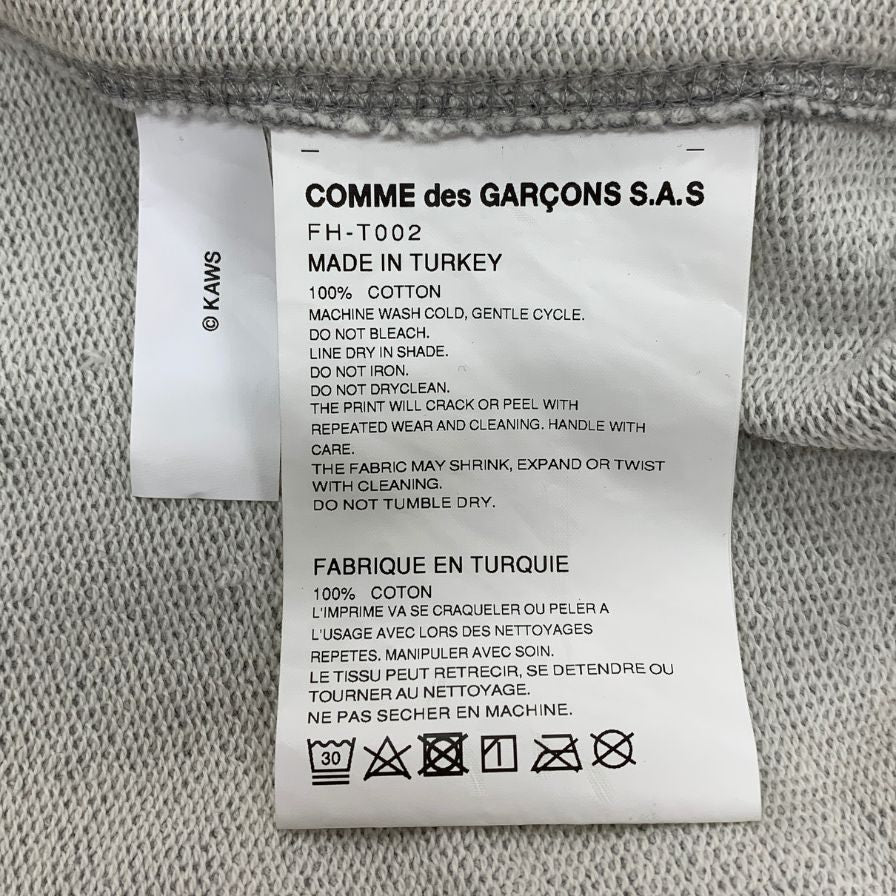 © KAWS
COMME des GARÇONS S.A.S
FH-T002
MADE IN TURKEY
100% COTTON
MACHINE WASH COLD, GENTLE CYCLE.
DO NOT BLEACH.
LINE DRY IN SHADE.
DO NOT IRON.
DO NOT DRYCLEAN.
THE PRINT WILL CRACK OR PEEL WITH
REPEATED WEAR AND CLEANING. HANDLE WITH
CARE.
THE FABRIC MAY SHRINK, EXPAND OR TWIST
WITH CLEANING.
DO NOT TUMBLE DRY.
FABRIQUE EN TURQUIE
100% COTON
L'IMPRIME VA SE CRAQUELER OU PELER A
L'USAGE AVEC LORS DES NETTOYAGES
REPETES. MANIPULER AVEC SOIN.
LE TISSU PEUT RETRECIR, SE DETENDRE OU
TOURNER AU NETTOYAGE.
NE PAS SECHER EN MACHINE.
30